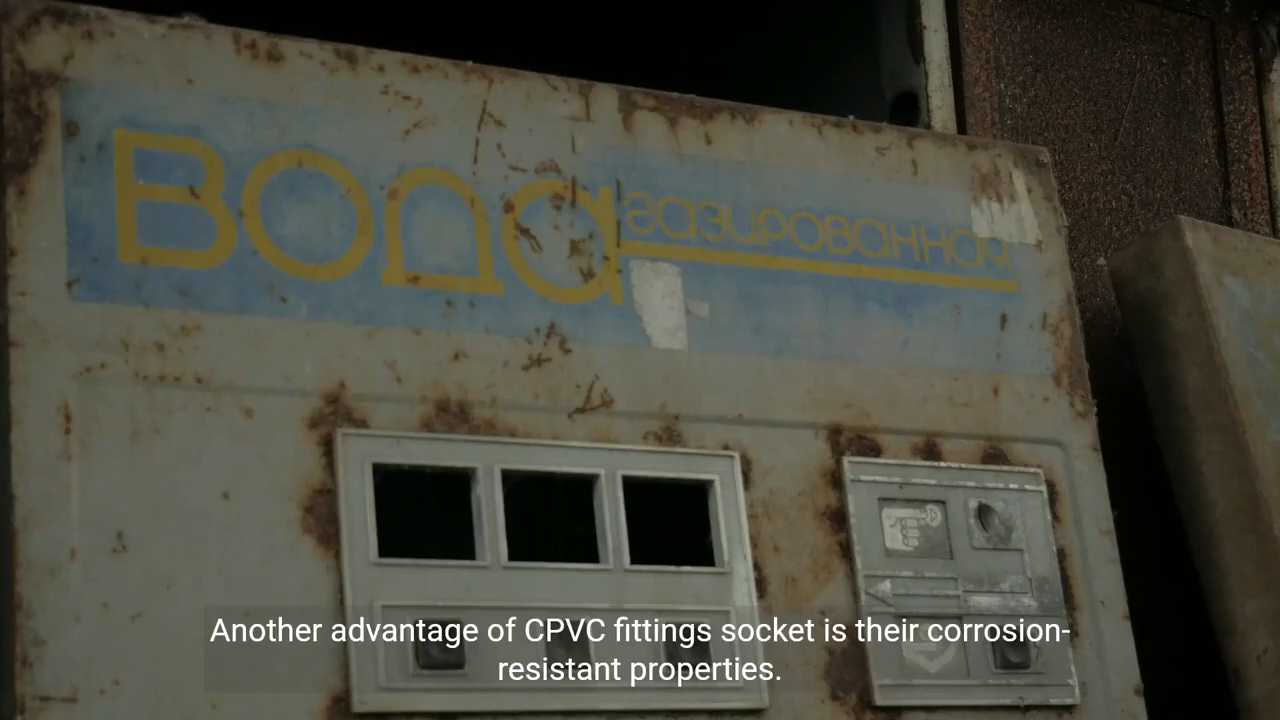 Вода газированная
Another advantage of CPVC fittings socket is their corrosion-
resistant properties.